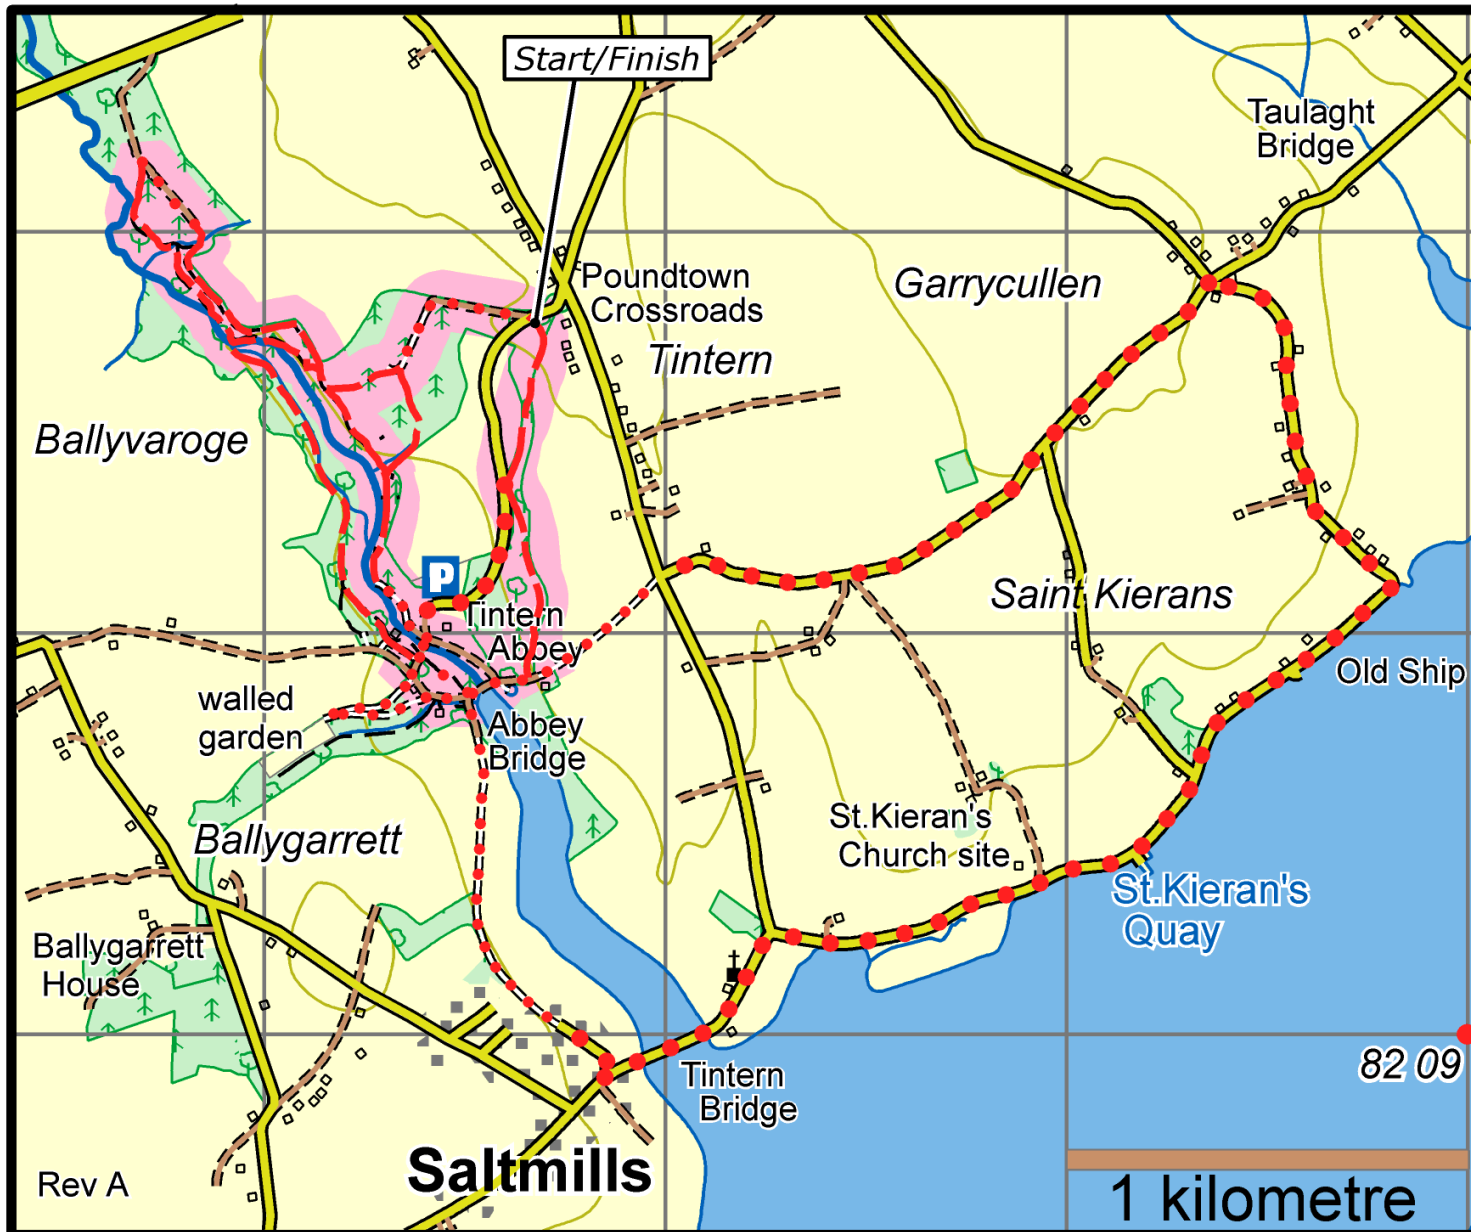 Start/Finish
Taulaght
Bridge
Poundtown
Crossroads
Garrycullen
Tintern
Ballyvaroge
P
Tintern
Abbey
Saint Kierans
Old Ship
walled
garden
Abbey
Bridge
St.Kieran's
Church site
Ballygarrett
St.Kieran's
Quay
Ballygarrett
House
82 09
Tintern
Bridge
Saltmills
Rev A
1 kilometre